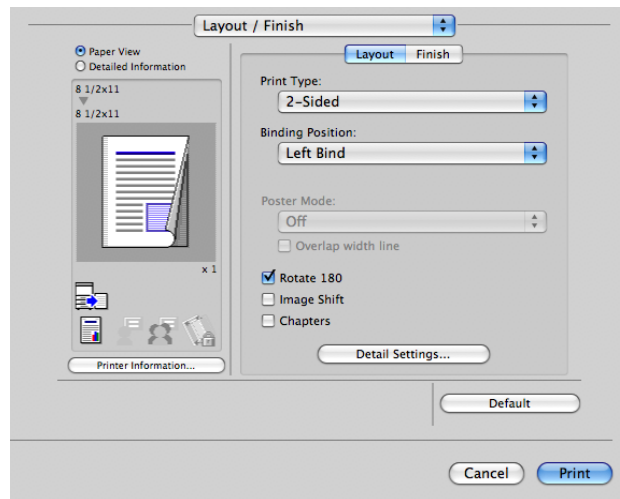 Layout / Finish
Paper View
Detailed Information
8 1/2x11
8 1/2x11
x 1
Printer Information...
Layout Finish
Print Type:
2-Sided
Binding Position:
Left Bind
Poster Mode:
Off
Overlap width line
Rotate 180
Image Shift
Chapters
Detail Settings...
Default
Cancel Print